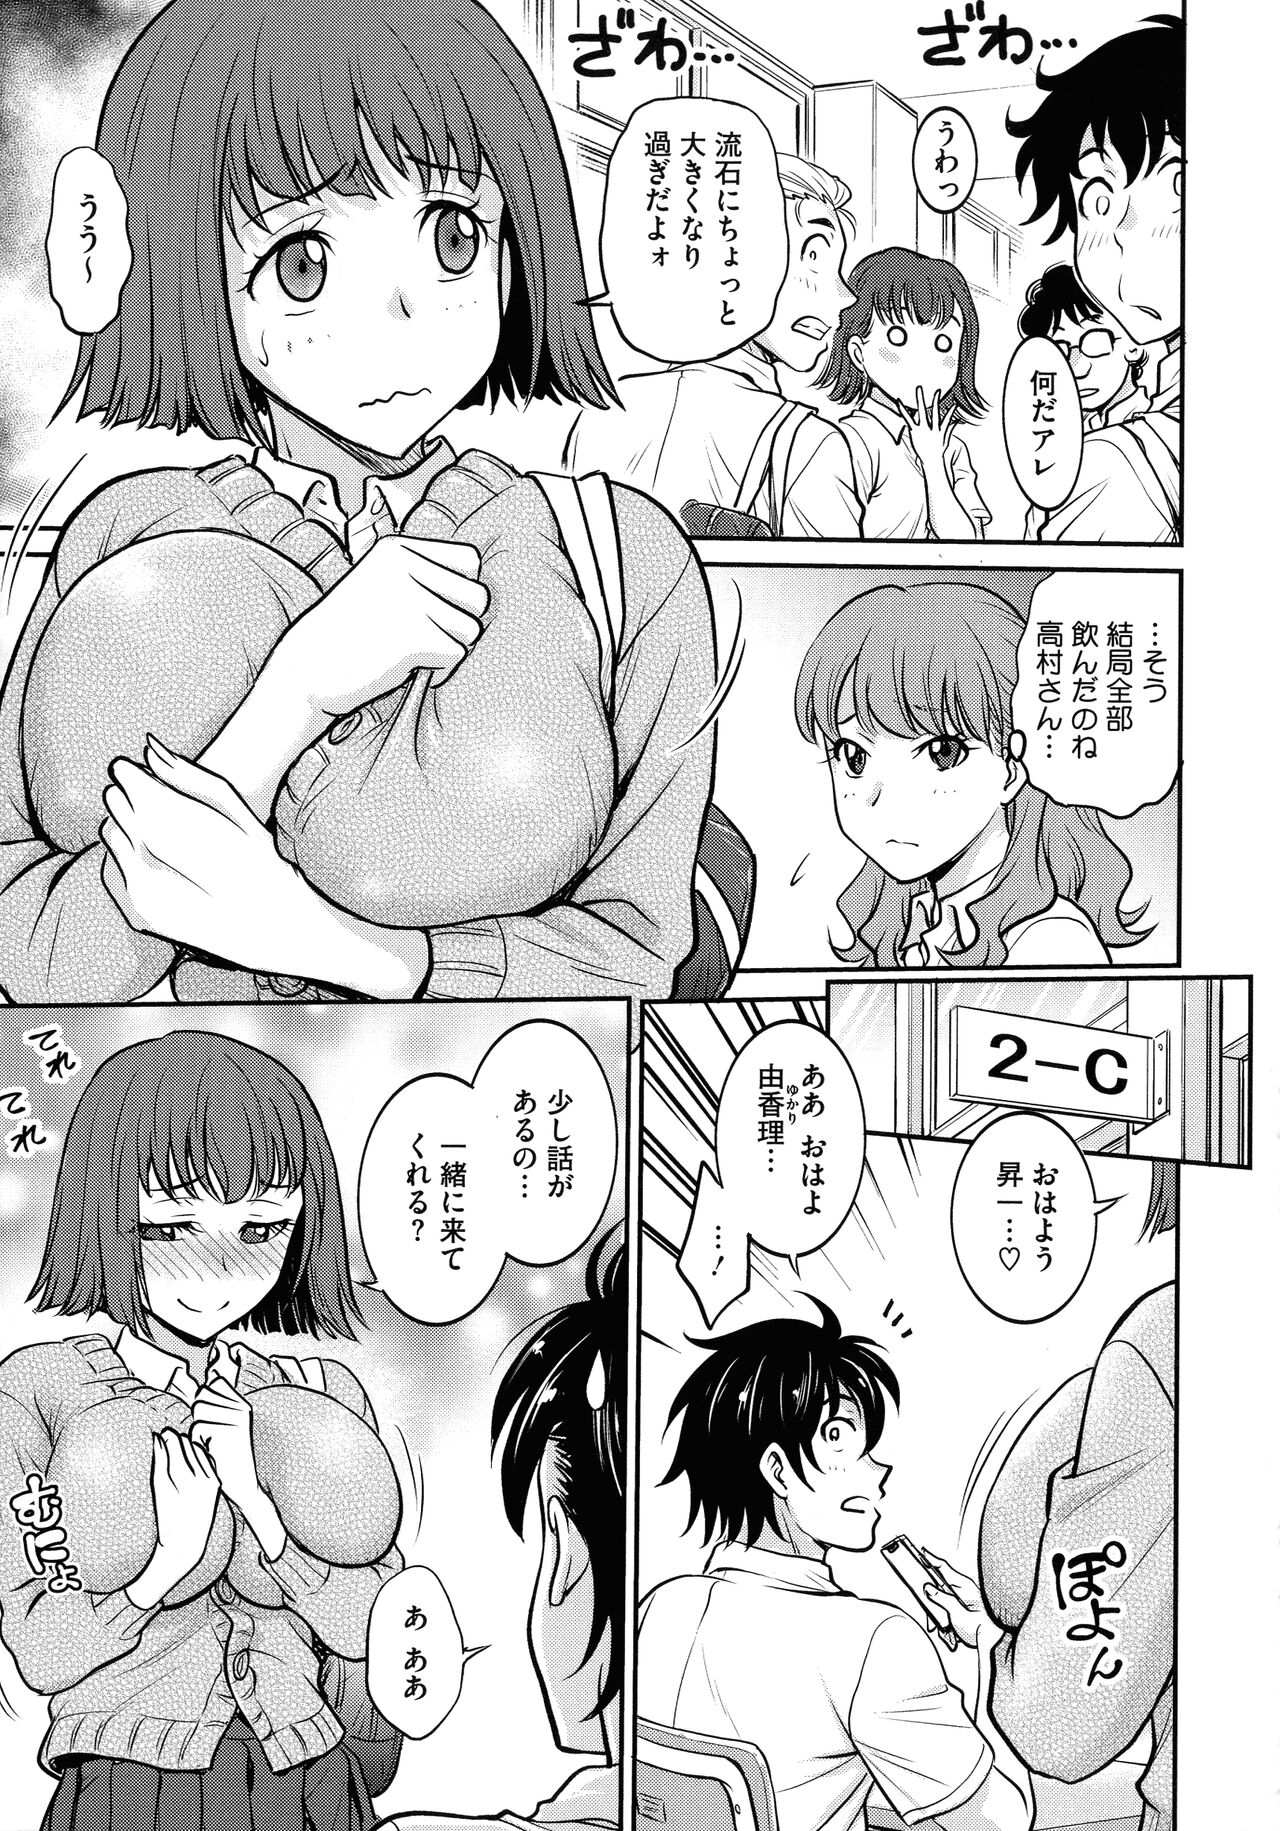 ざわ…
ざわ…
うわっ
流石にちょっと
大きくなり
過ぎだよォ
うう～
何だアレ
…そう
結局全部
飲んだのね
高村さん…
2-C
おはよう
昇一…♡
ああ おはよ
由香理…
ゆかり
…！
ぽよん
少し話が
あるの…
一緒に来て
くれる？
てれ
てれ
むにょ
あ ああ